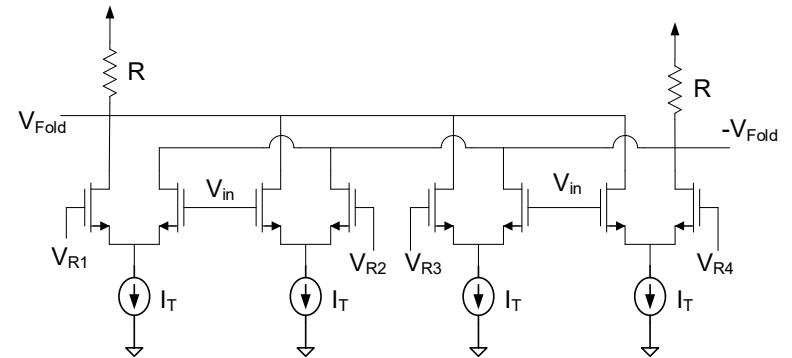 R
R
V_Fold
-V_Fold
V_in
V_in
V_R1
V_R2
V_R3
V_R4
I_T
I_T
I_T
I_T